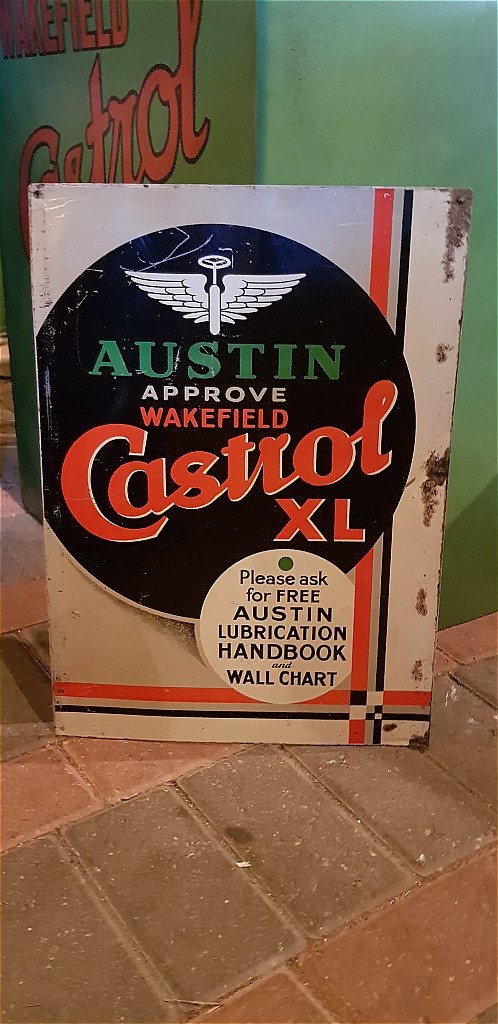 WAKEFIELD
Castrol
AUSTIN
APPROVE
WAKEFIELD
Castrol
XL
Please ask
for FREE
AUSTIN
LUBRICATION
HANDBOOK
and
WALL CHART